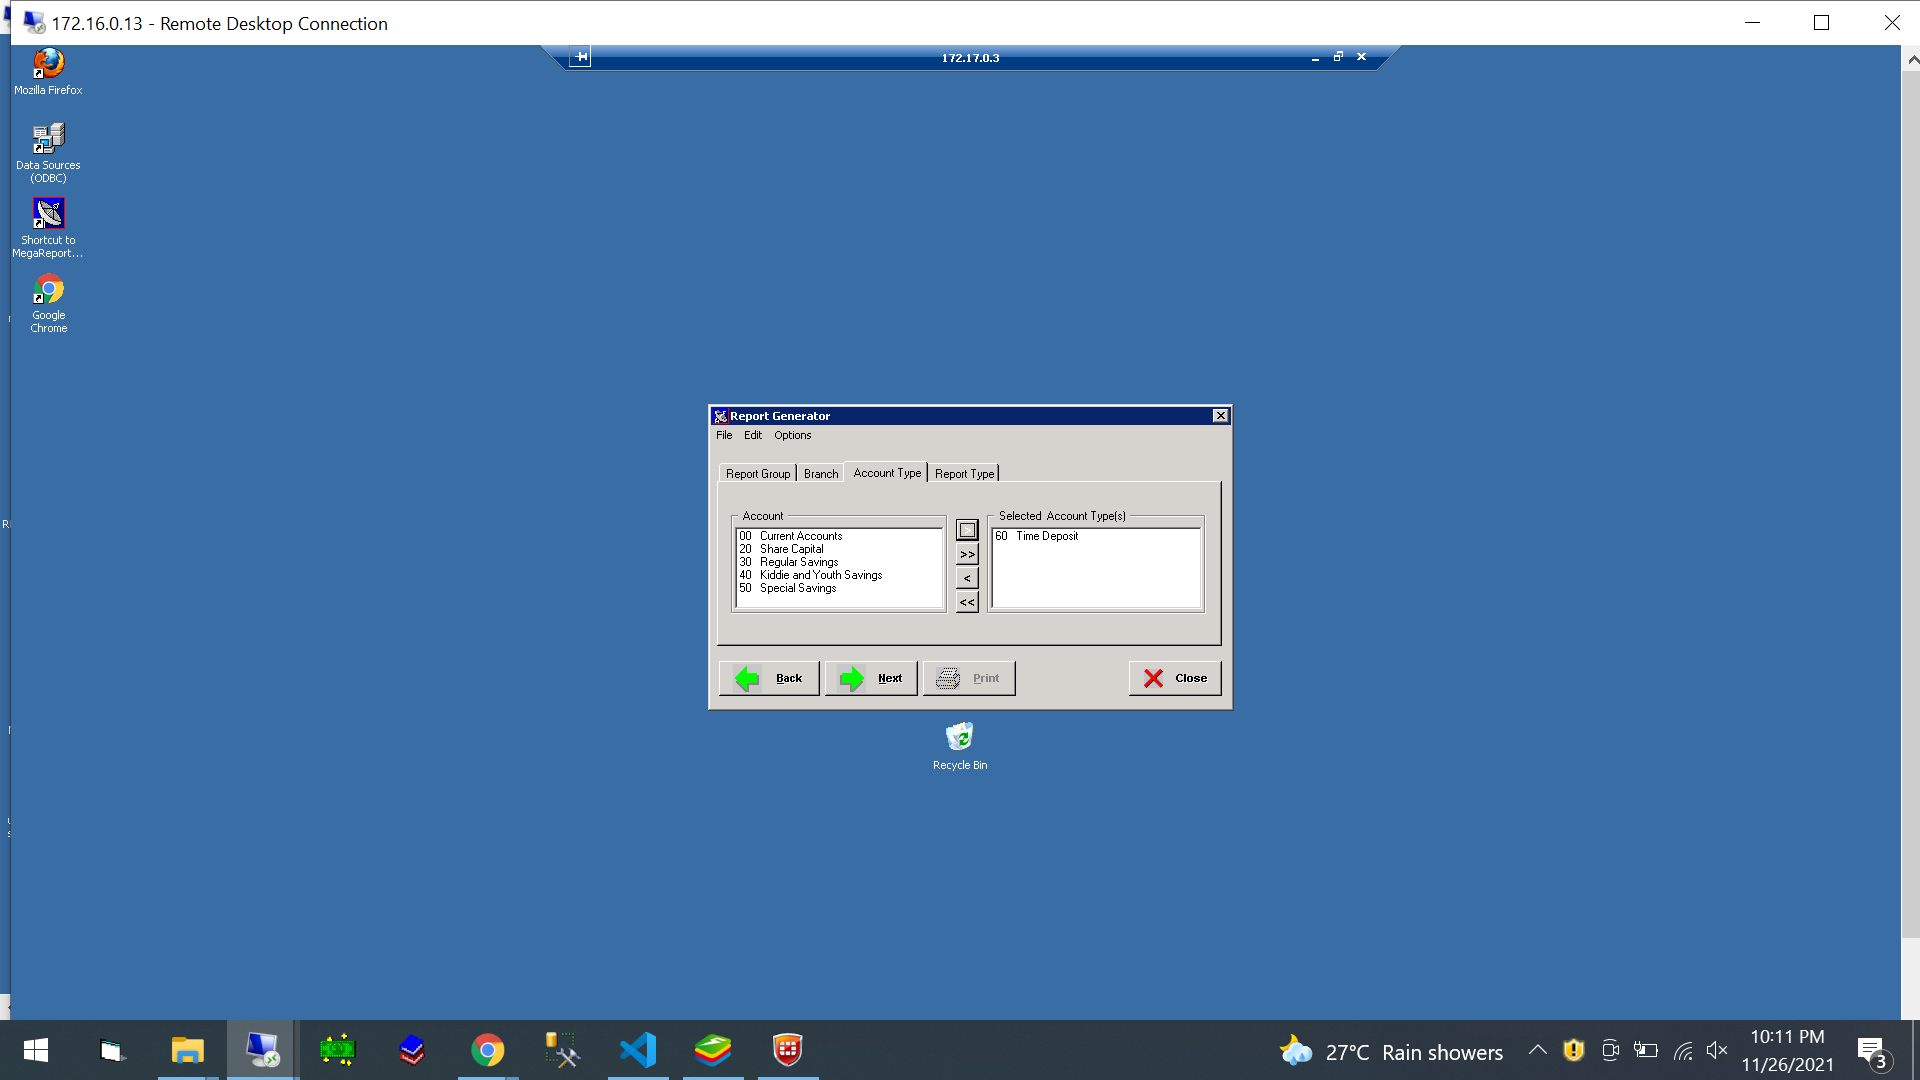 172.16.0.13 - Remote Desktop Connection
172.17.0.3
Mozilla Firefox
Data Sources
(ODBC)
Shortcut to
MegaReport...
Google
Chrome
Report Generator
File Edit Options
Report Group Branch Account Type Report Type
Account
00 Current Accounts
20 Share Capital
30 Regular Savings
40 Kiddie and Youth Savings
50 Special Savings
>
>>
<
<<
Selected Account Type(s)
60 Time Deposit
Back Next Print Close
Recycle Bin
27°C Rain showers
10:11 PM
11/26/2021
3